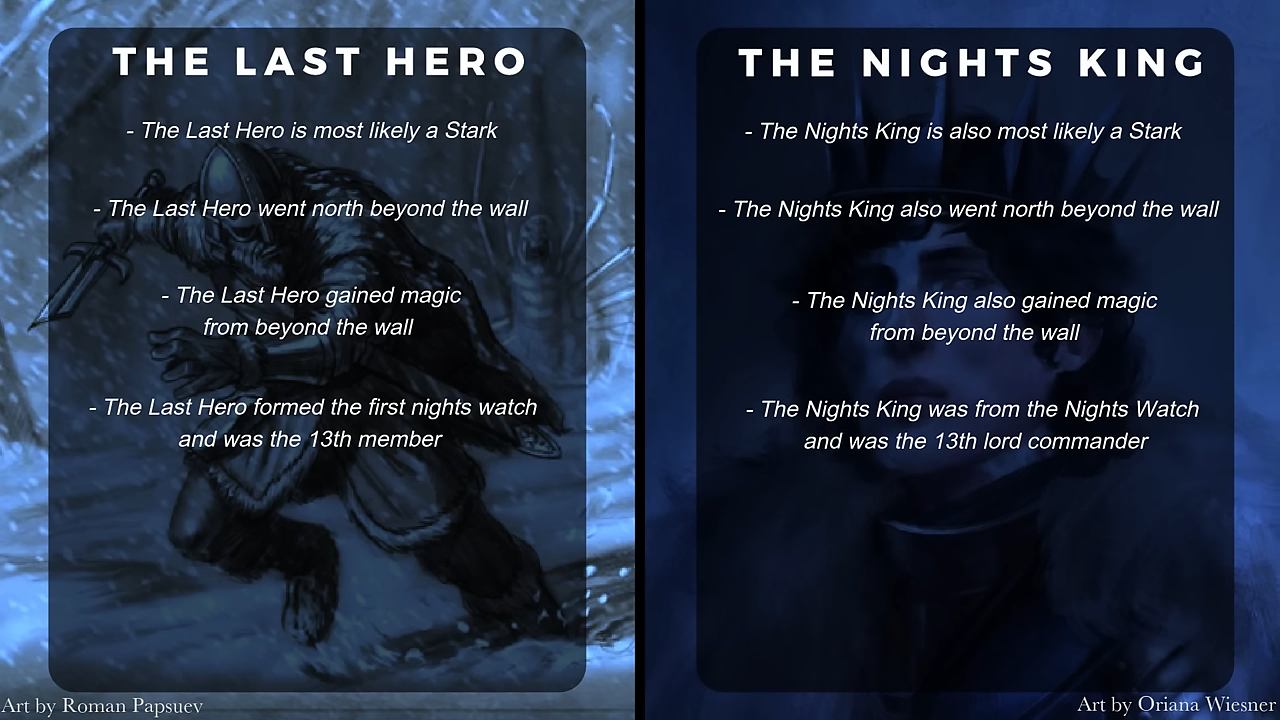 THE LAST HERO
- The Last Hero is most likely a Stark
- The Last Hero went north beyond the wall
- The Last Hero gained magic
from beyond the wall
- The Last Hero formed the first nights watch
and was the 13th member
Art by Roman Papsuev
THE NIGHTS KING
- The Nights King is also most likely a Stark
- The Nights King also went north beyond the wall
- The Nights King also gained magic
from beyond the wall
- The Nights King was from the Nights Watch
and was the 13th lord commander
Art by Oriana Wiesner